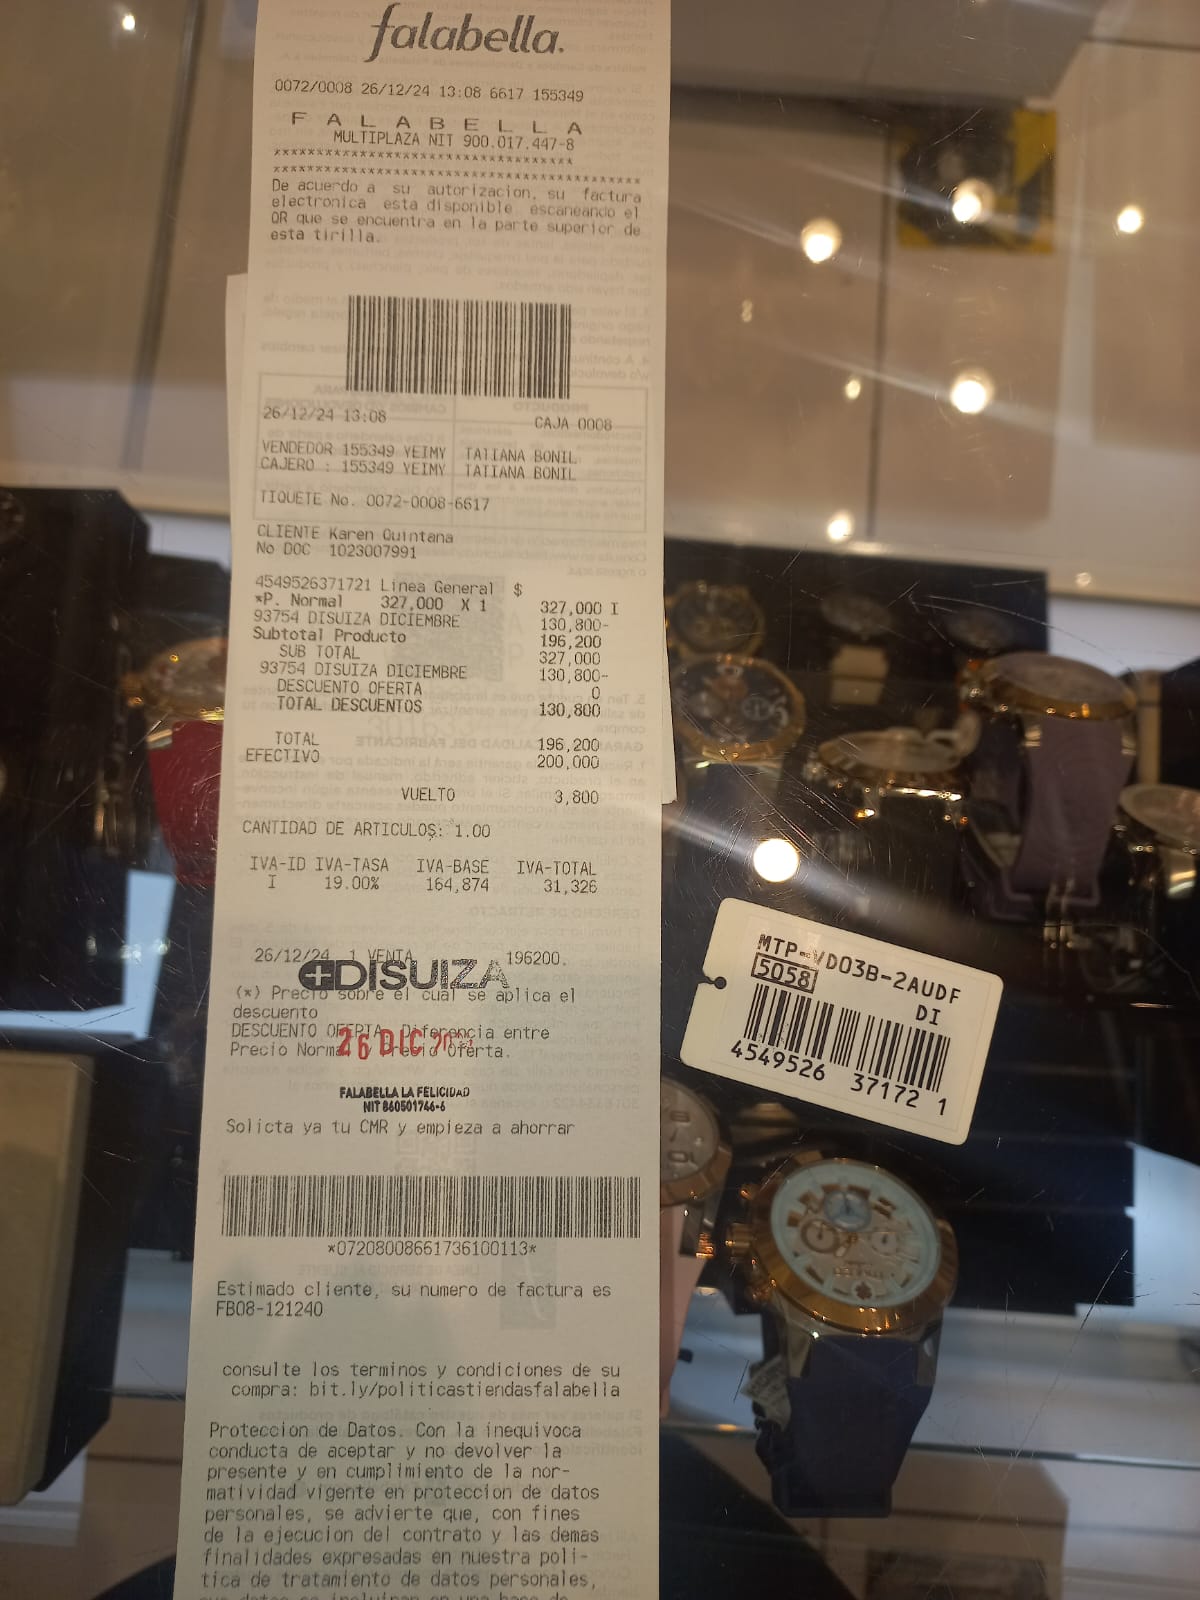 falabella.
0072/0008 26/12/24 13:08 6617 155349
F A L A B E L L A
MULTIPLAZA NIT 900.017.447-8
***********************************
*******************************************
De acuerdo a su autorizacion, su factura
electronica esta disponible escaneando el
QR que se encuentra en la parte superior de
esta tirilla.
26/12/24 13:08 CAJA 0008
VENDEDOR 155349 YEIMY TATIANA BONIL
CAJERO : 155349 YEIMY TATIANA BONIL
TIQUETE No. 0072-0008-6617
CLIENTE Karen Quintana
No DOC 1023007991
4549526371721 Linea General $
*P. Normal 327,000 X 1 327,000 I
93754 DISUIZA DICIEMBRE 130,800-
Subtotal Producto 196,200
SUB TOTAL 327,000
93754 DISUIZA DICIEMBRE 130,800-
DESCUENTO OFERTA 0
TOTAL DESCUENTOS 130,800
TOTAL 196,200
EFECTIVO 200,000
VUELTO 3,800
CANTIDAD DE ARTICULOS: 1.00
IVA-ID IVA-TASA IVA-BASE IVA-TOTAL
I 19.00% 164,874 31,326
26/12/24 1 VENTA 196200.
DISUIZA
(*) Precio sobre el cual se aplica el
descuento
DESCUENTO OFERTA Diferencia entre
Precio Normal Precio Oferta.
26 DIC
FALABELLA LA FELICIDAD
NIT 860501746-6
Solicta ya tu CMR y empieza a ahorrar
*07208008661736100113*
Estimado cliente, su numero de factura es
FB08-121240
consulte los terminos y condiciones de su
compra: bit.ly/politicastiendasfalabella
Proteccion de Datos. Con la inequivoca
conducta de aceptar y no devolver la
presente y en cumplimiento de la nor-
matividad vigente en proteccion de datos
personales, se advierte que, con fines
de la ejecucion del contrato y las demas
finalidades expresadas en nuestra poli-
tica de tratamiento de datos personales,
MTP-VD03B-2AUDF
5058 DI
4549526 37172 1